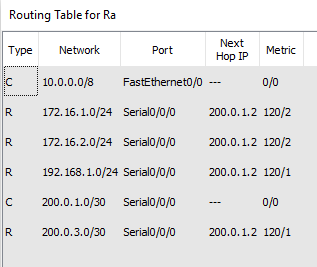 Routing Table for Ra
Type Network Port Next Hop IP Metric
C 10.0.0.0/8 FastEthernet0/0 --- 0/0
R 172.16.1.0/24 Serial0/0/0 200.0.1.2 120/2
R 172.16.2.0/24 Serial0/0/0 200.0.1.2 120/2
R 192.168.1.0/24 Serial0/0/0 200.0.1.2 120/1
C 200.0.1.0/30 Serial0/0/0 --- 0/0
R 200.0.3.0/30 Serial0/0/0 200.0.1.2 120/1